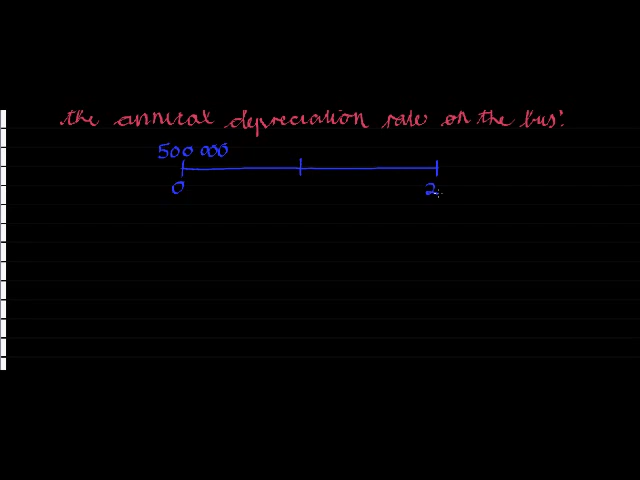 the annual depreciation rate on the bus?
500 000
0 2